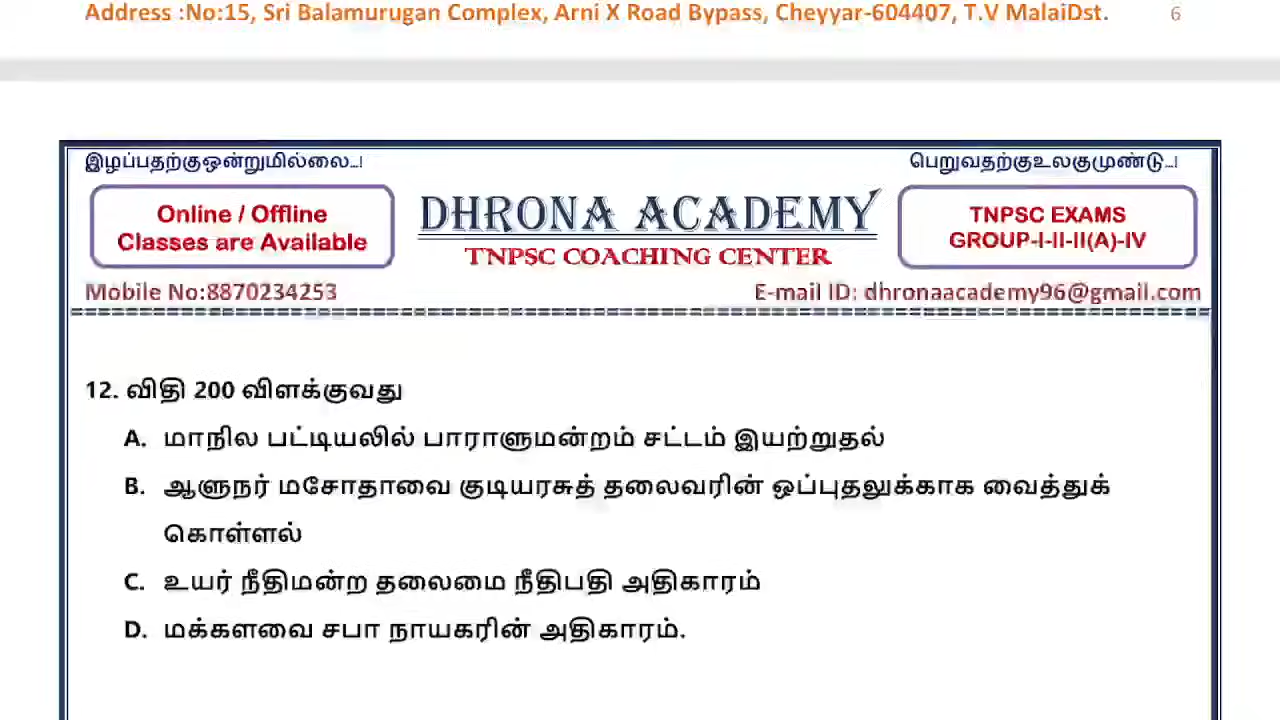 Address :No:15, Sri Balamurugan Complex, Arni X Road Bypass, Cheyyar-604407, T.V MalaiDst. 6
இழப்பதற்குஒன்றுமில்லை...! பெறுவதற்குஉலகுமுண்டு...!
Online / Offline
Classes are Available
DHRONA ACADEMY
TNPSC COACHING CENTER
TNPSC EXAMS
GROUP-I-II-II(A)-IV
Mobile No:8870234253 E-mail ID: dhronaacademy96@gmail.com
12. விதி 200 விளக்குவது
A. மாநில பட்டியலில் பாராளுமன்றம் சட்டம் இயற்றுதல்
B. ஆளுநர் மசோதாவை குடியரசுத் தலைவரின் ஒப்புதலுக்காக வைத்துக்
கொள்ளல்
C. உயர் நீதிமன்ற தலைமை நீதிபதி அதிகாரம்
D. மக்களவை சபா நாயகரின் அதிகாரம்.